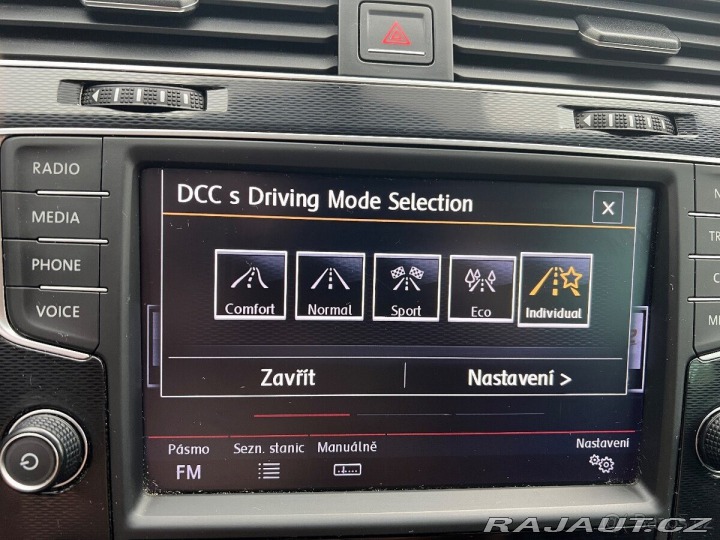 RADIO
MEDIA
PHONE
VOICE
DCC s Driving Mode Selection
X
Comfort
Normal
Sport
Eco
Individual
Zavřít
Nastavení >
Pásmo
FM
Sezn. stanic
Manuálně
Nastavení
RAJAUT.CZ